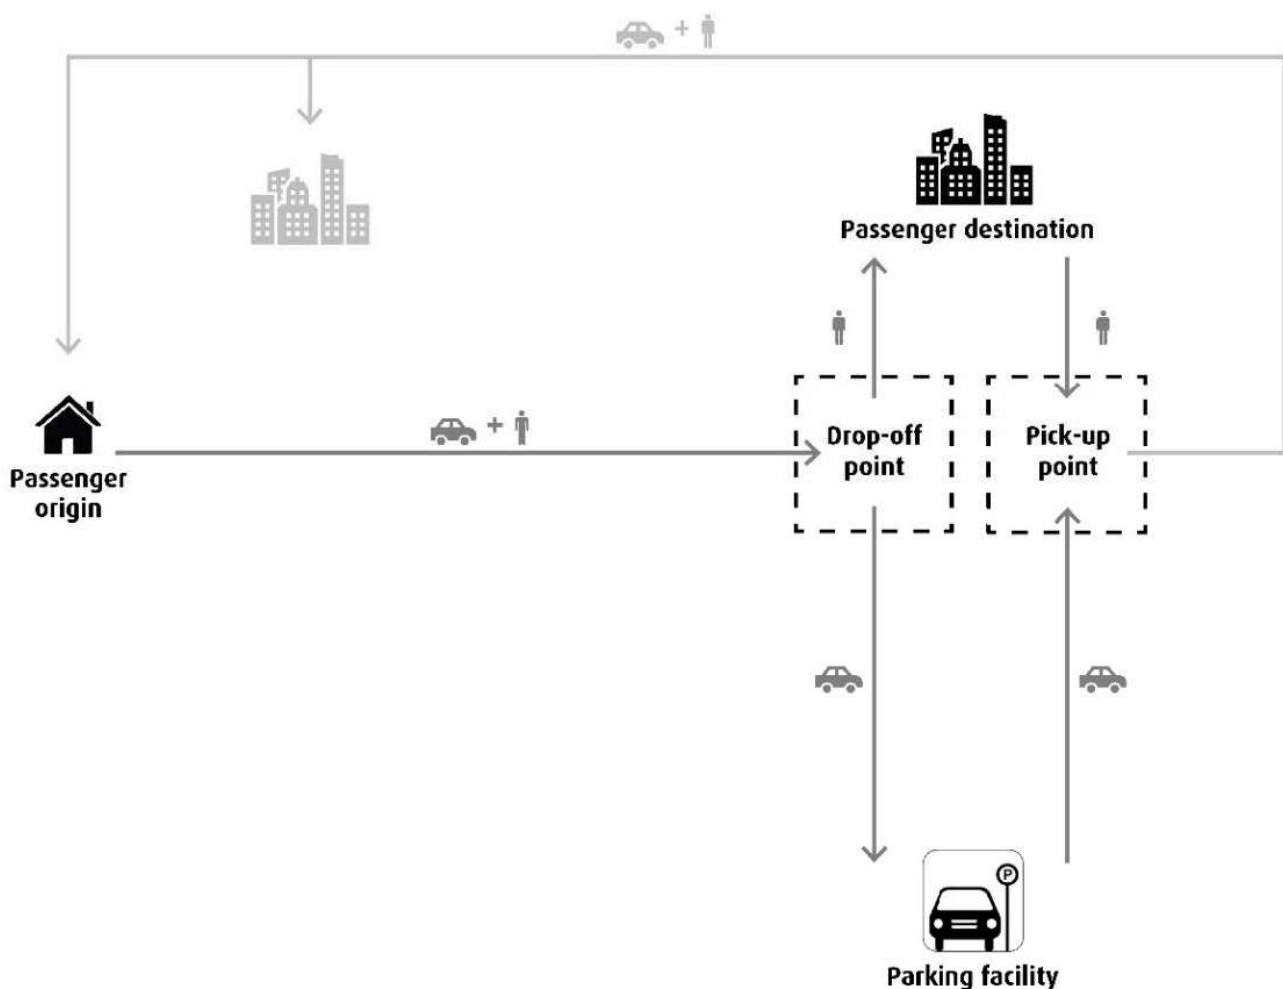 Passenger destination
Passenger
origin
Drop-off
point
Pick-up
point
P
Parking facility